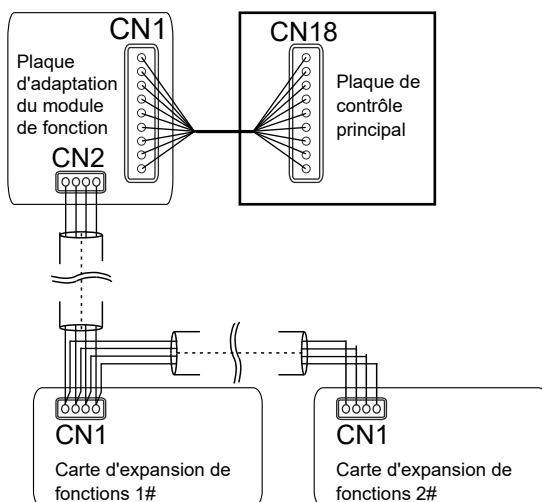 CN1
CN18
Plaque
d'adaptation
du module
de fonction
Plaque de
contrôle
principal
CN2
CN1
Carte d'expansion de
fonctions 1#
CN1
Carte d'expansion de
fonctions 2#